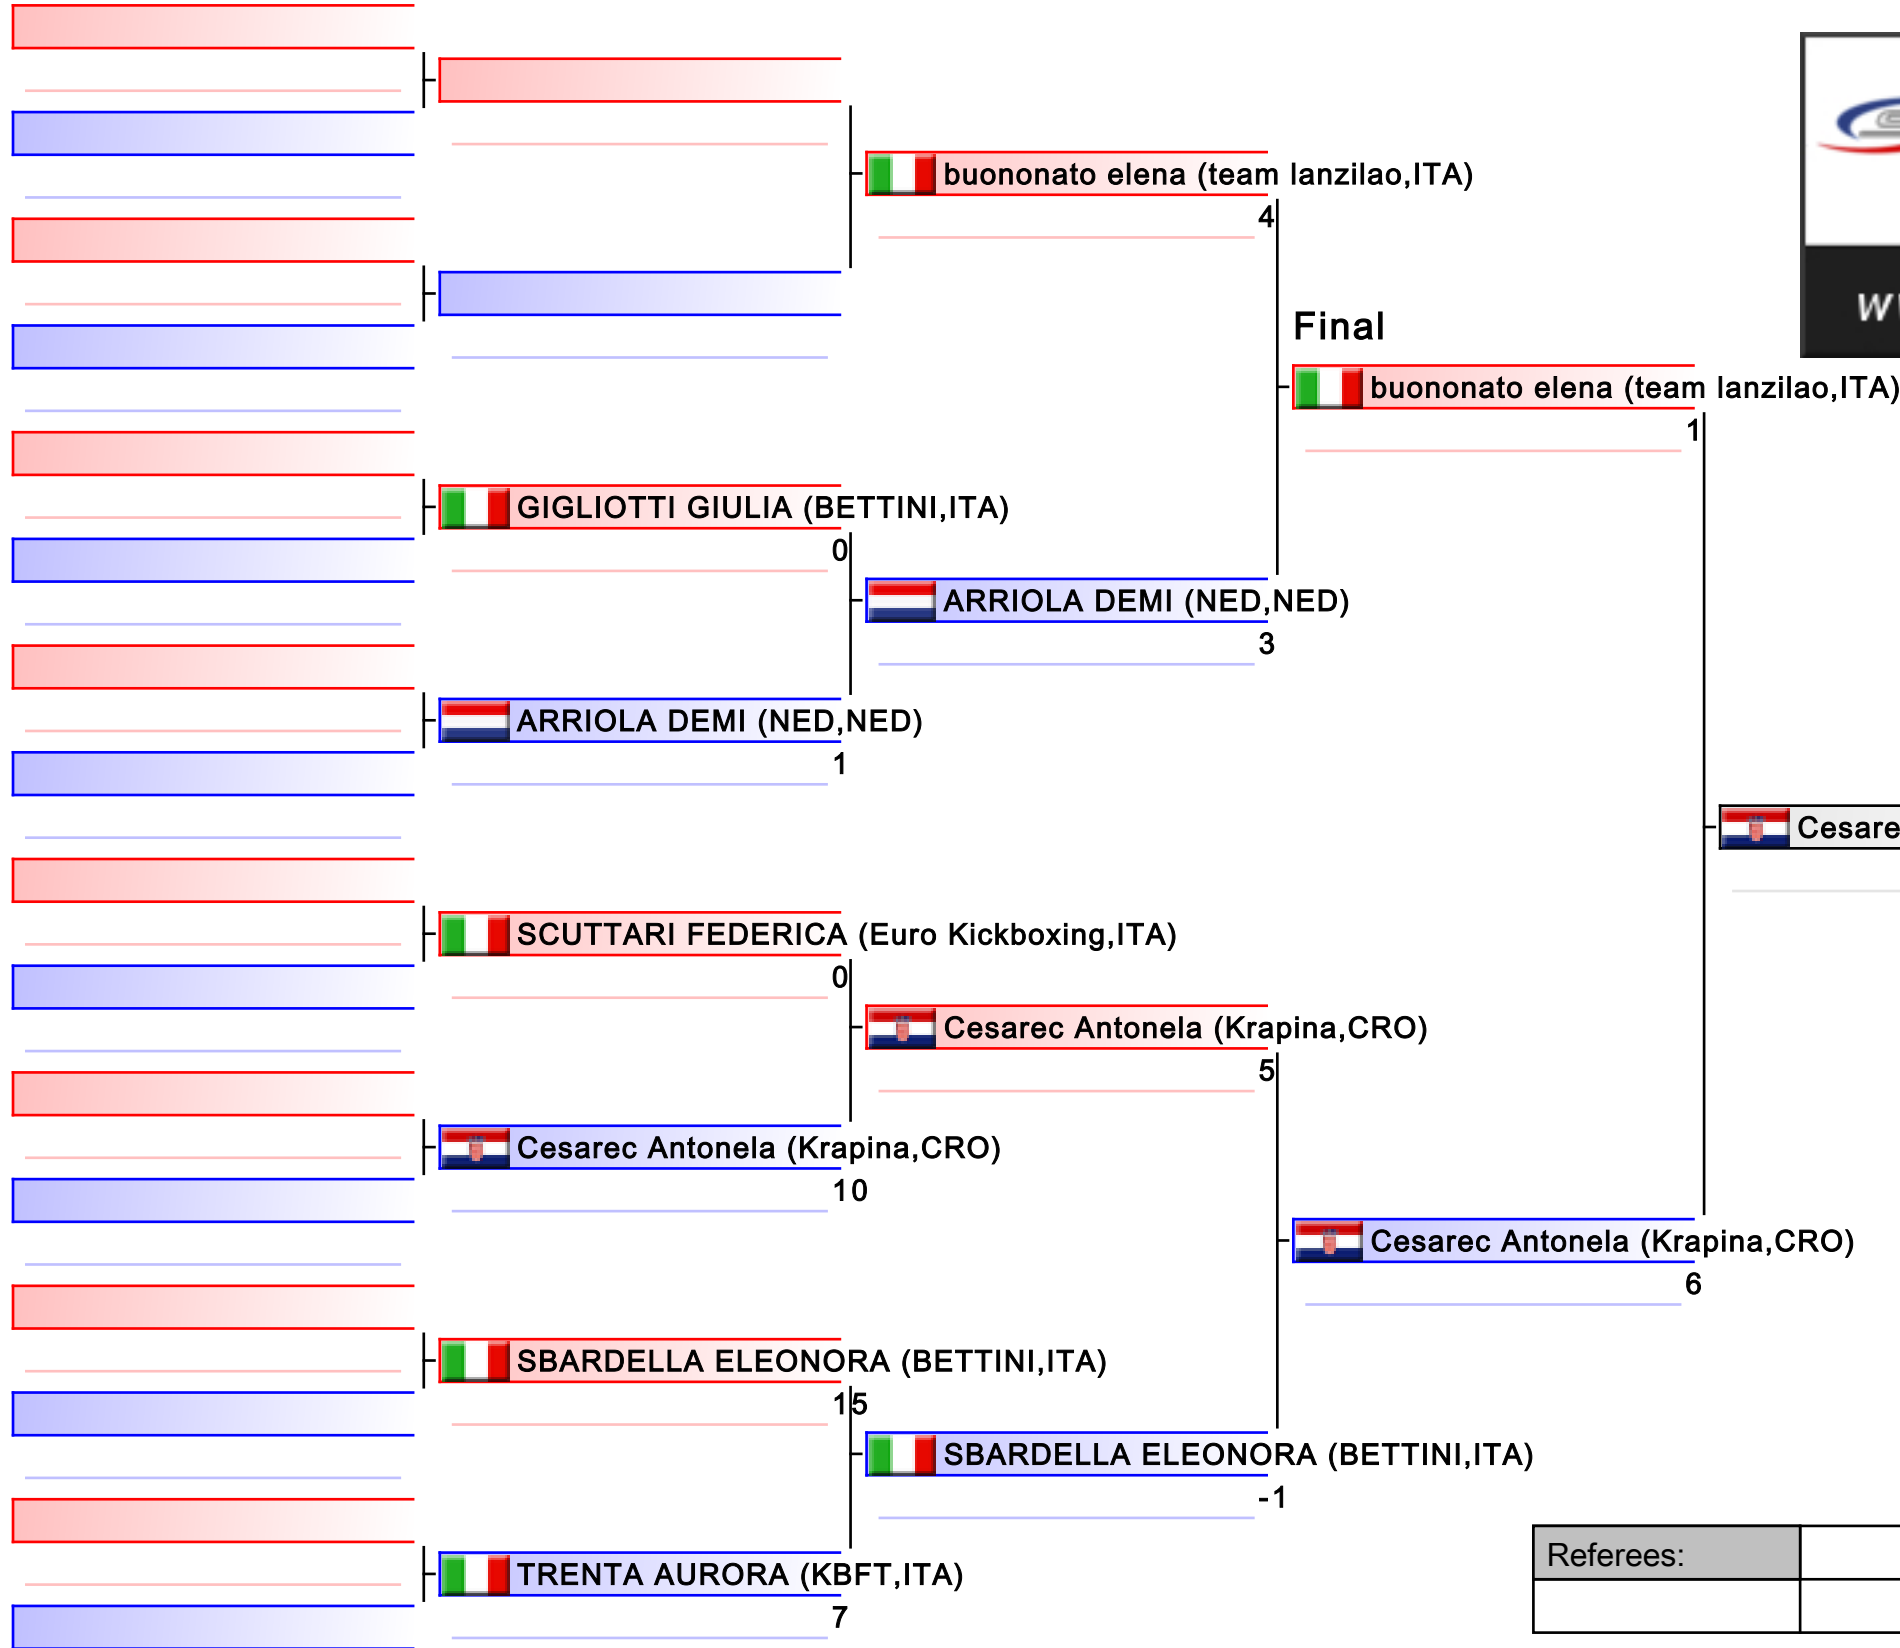 buononato elena (team lanzilao,ITA)
4
Final
buononato elena (team lanzilao,ITA)
1
GIGLIOTTI GIULIA (BETTINI,ITA)
0
ARRIOLA DEMI (NED,NED)
3
ARRIOLA DEMI (NED,NED)
1
Cesare
SCUTTARI FEDERICA (Euro Kickboxing,ITA)
0
Cesarec Antonela (Krapina,CRO)
5
Cesarec Antonela (Krapina,CRO)
10
Cesarec Antonela (Krapina,CRO)
6
SBARDELLA ELEONORA (BETTINI,ITA)
15
SBARDELLA ELEONORA (BETTINI,ITA)
-1
Referees:
TRENTA AURORA (KBFT,ITA)
7